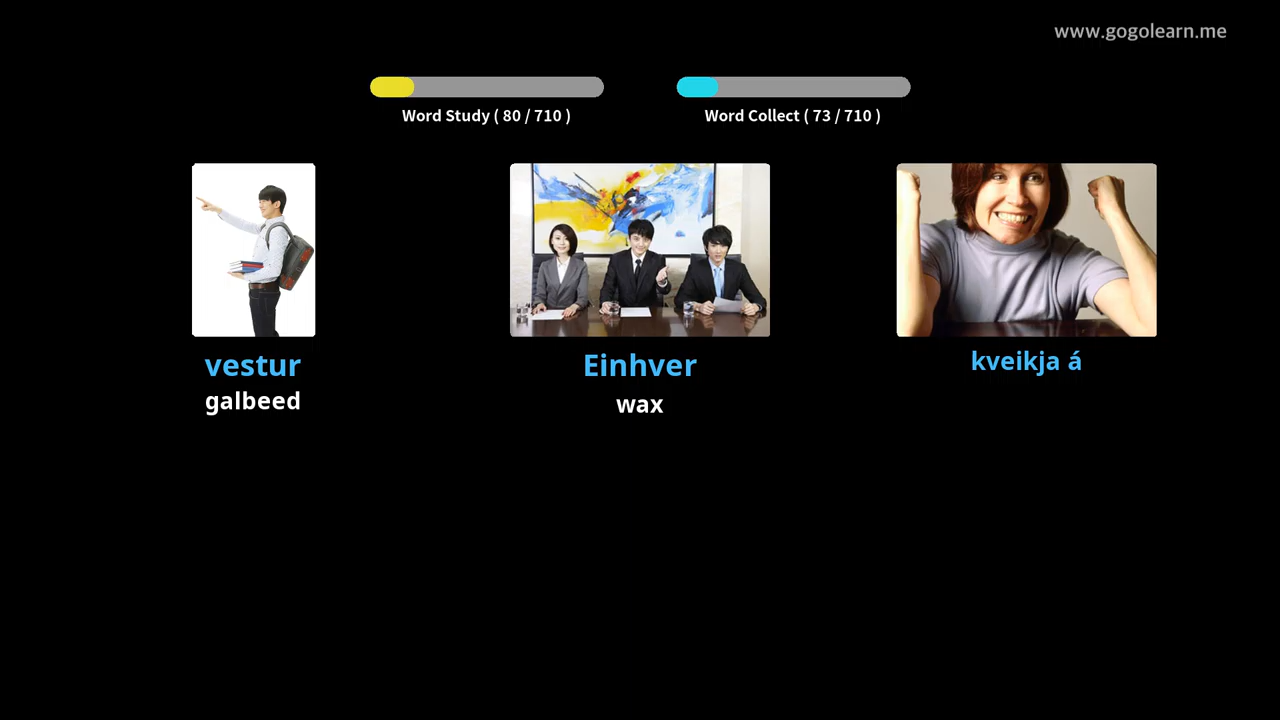 www.gogolearn.me
Word Study ( 80 / 710 )
Word Collect ( 73 / 710 )
vestur
galbeed
Einhver
wax
kveikja á